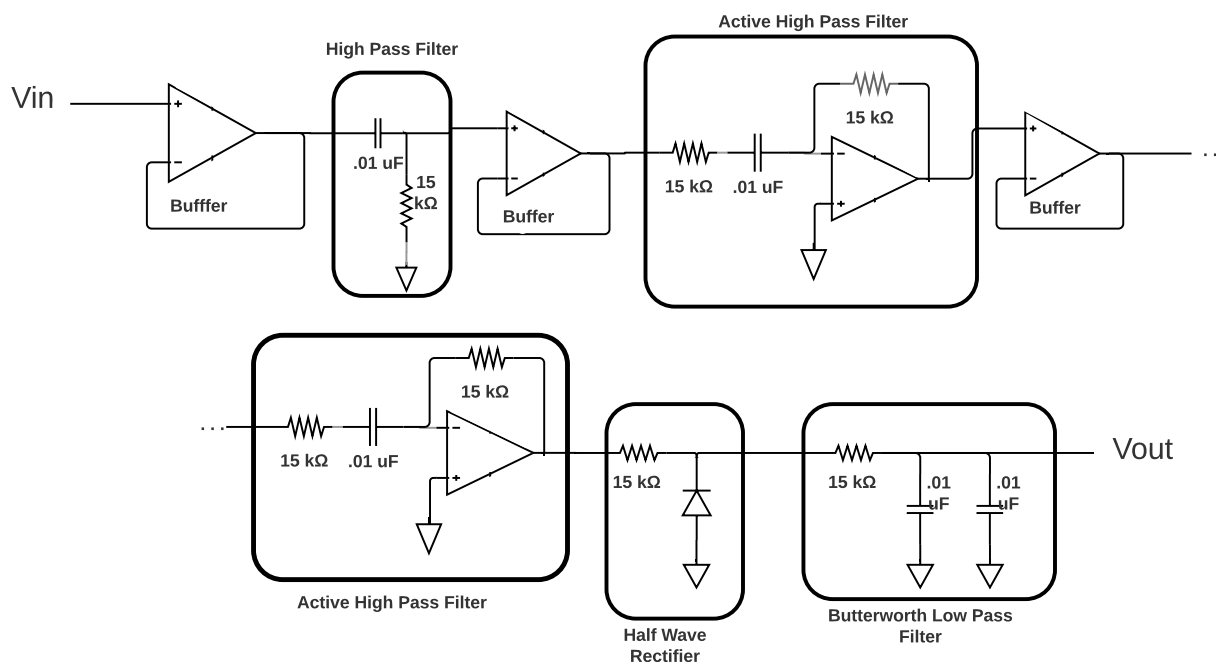 Active High Pass Filter
High Pass Filter
Vin
.01 uF
15
kΩ
Bufffer
Buffer
15 kΩ
15 kΩ
.01 uF
Buffer
...
15 kΩ
...
15 kΩ
.01 uF
Active High Pass Filter
15 kΩ
Half Wave
Rectifier
15 kΩ
.01
uF
.01
uF
Vout
Butterworth Low Pass
Filter